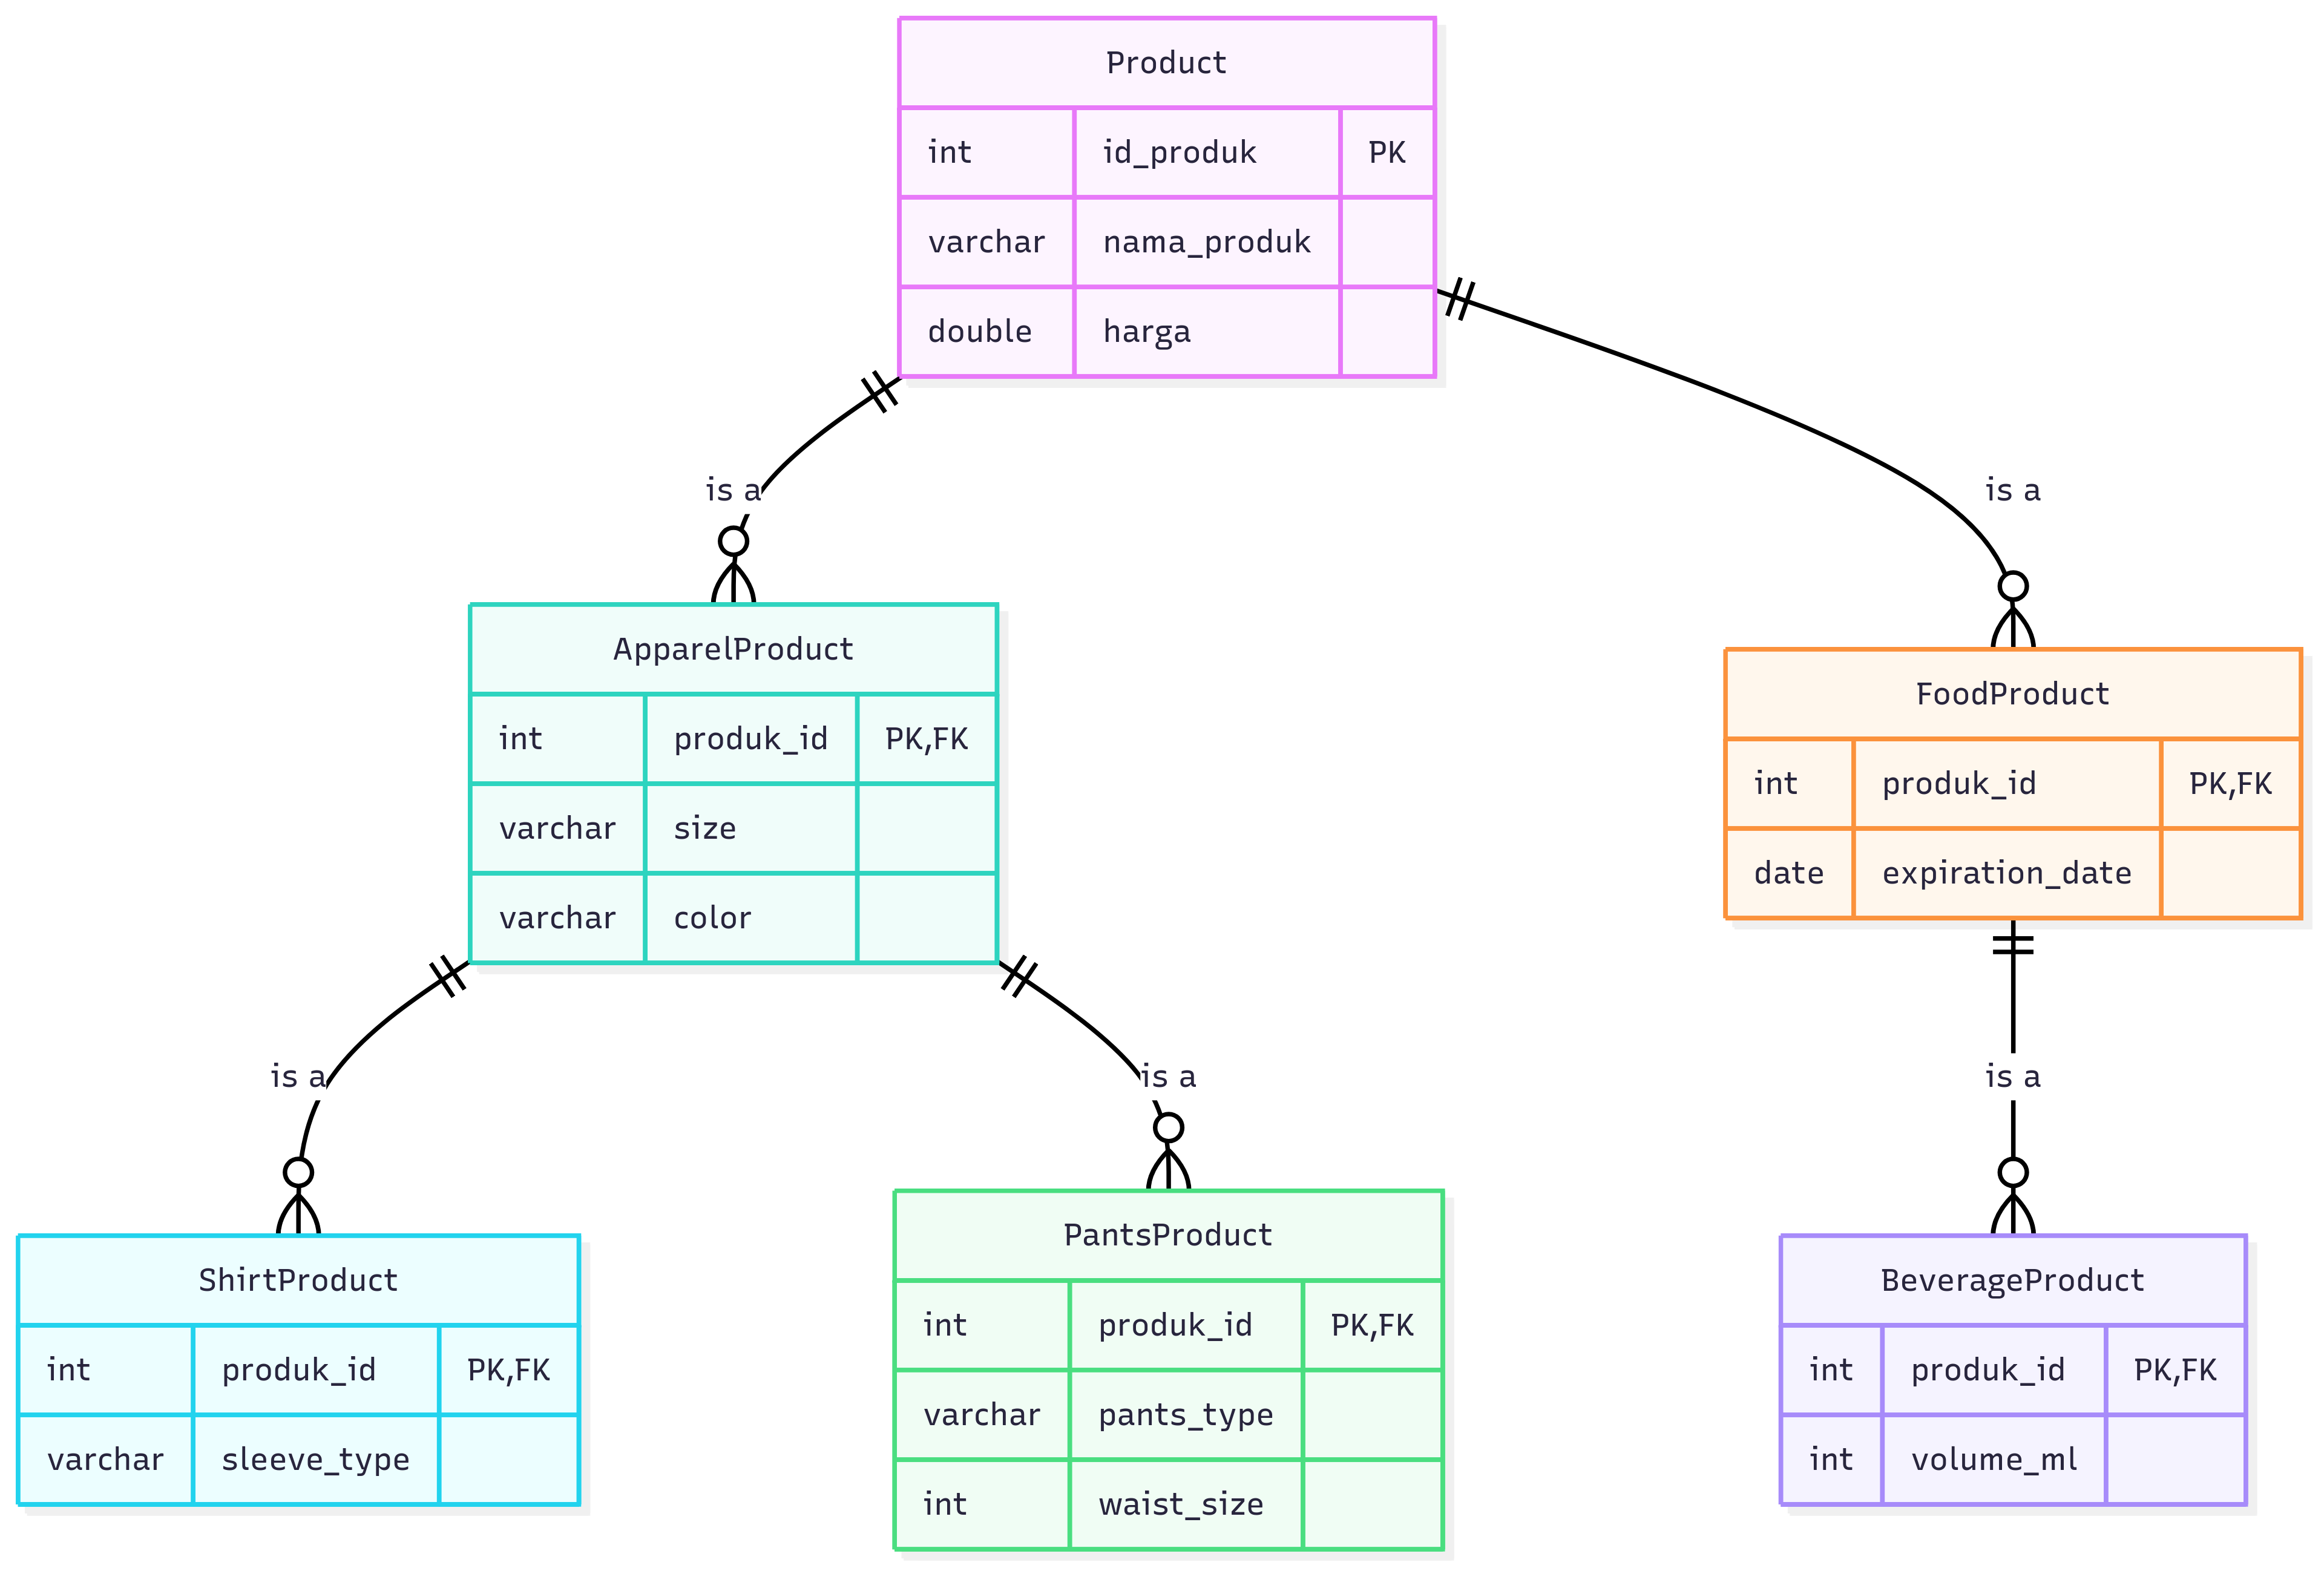 Product
int id_produk PK
varchar nama_produk
double harga
is a
is a
ApparelProduct
int produk_id PK,FK
varchar size
varchar color
FoodProduct
int produk_id PK,FK
date expiration_date
is a
is a
is a
ShirtProduct
int produk_id PK,FK
varchar sleeve_type
PantsProduct
int produk_id PK,FK
varchar pants_type
int waist_size
BeverageProduct
int produk_id PK,FK
int volume_ml